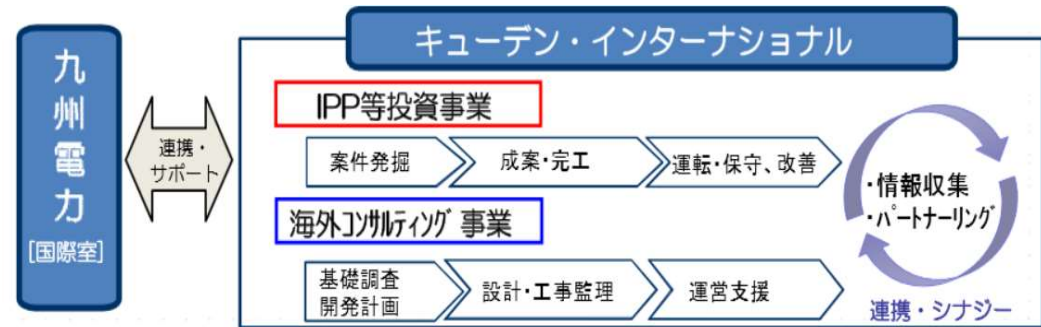 九州電力
[国際室]
連携・
サポート
キューデン・インターナショナル
IPP等投資事業
案件発掘
成案・完工
運転・保守、改善
海外コンサルティング 事業
基礎調査
開発計画
設計・工事監理
運営支援
・情報収集
・パートナーリング
連携・シナジー